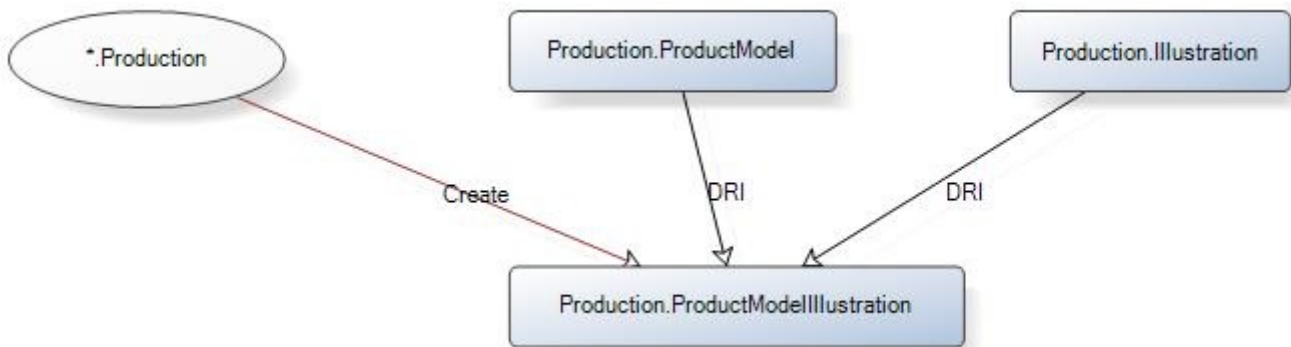 *.Production
Production.ProductModel
Production.Illustration
Create
DRI
DRI
Production.ProductModelIllustration